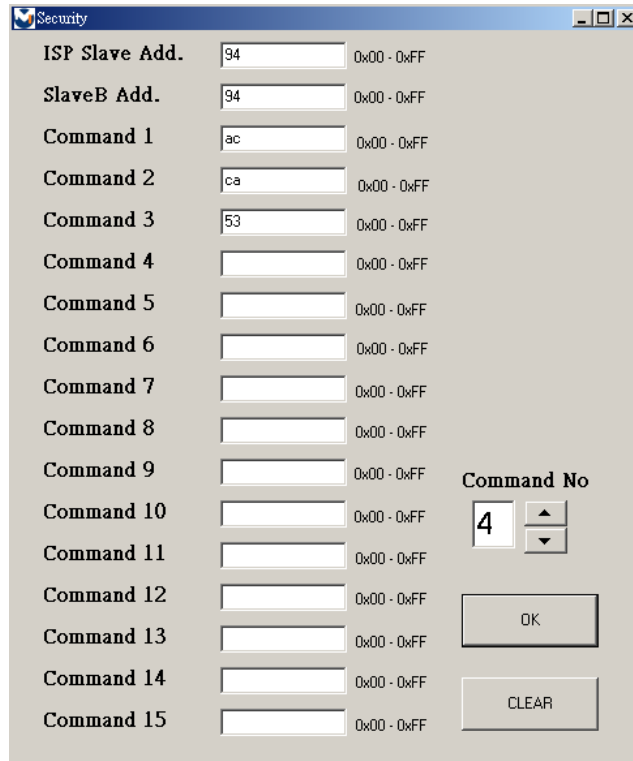 Security
ISP Slave Add. 94 0x00 - 0xFF
SlaveB Add. 94 0x00 - 0xFF
Command 1 ac 0x00 - 0xFF
Command 2 ca 0x00 - 0xFF
Command 3 53 0x00 - 0xFF
Command 4 0x00 - 0xFF
Command 5 0x00 - 0xFF
Command 6 0x00 - 0xFF
Command 7 0x00 - 0xFF
Command 8 0x00 - 0xFF
Command 9 0x00 - 0xFF
Command 10 0x00 - 0xFF
Command 11 0x00 - 0xFF
Command 12 0x00 - 0xFF
Command 13 0x00 - 0xFF
Command 14 0x00 - 0xFF
Command 15 0x00 - 0xFF
Command No
4
OK
CLEAR